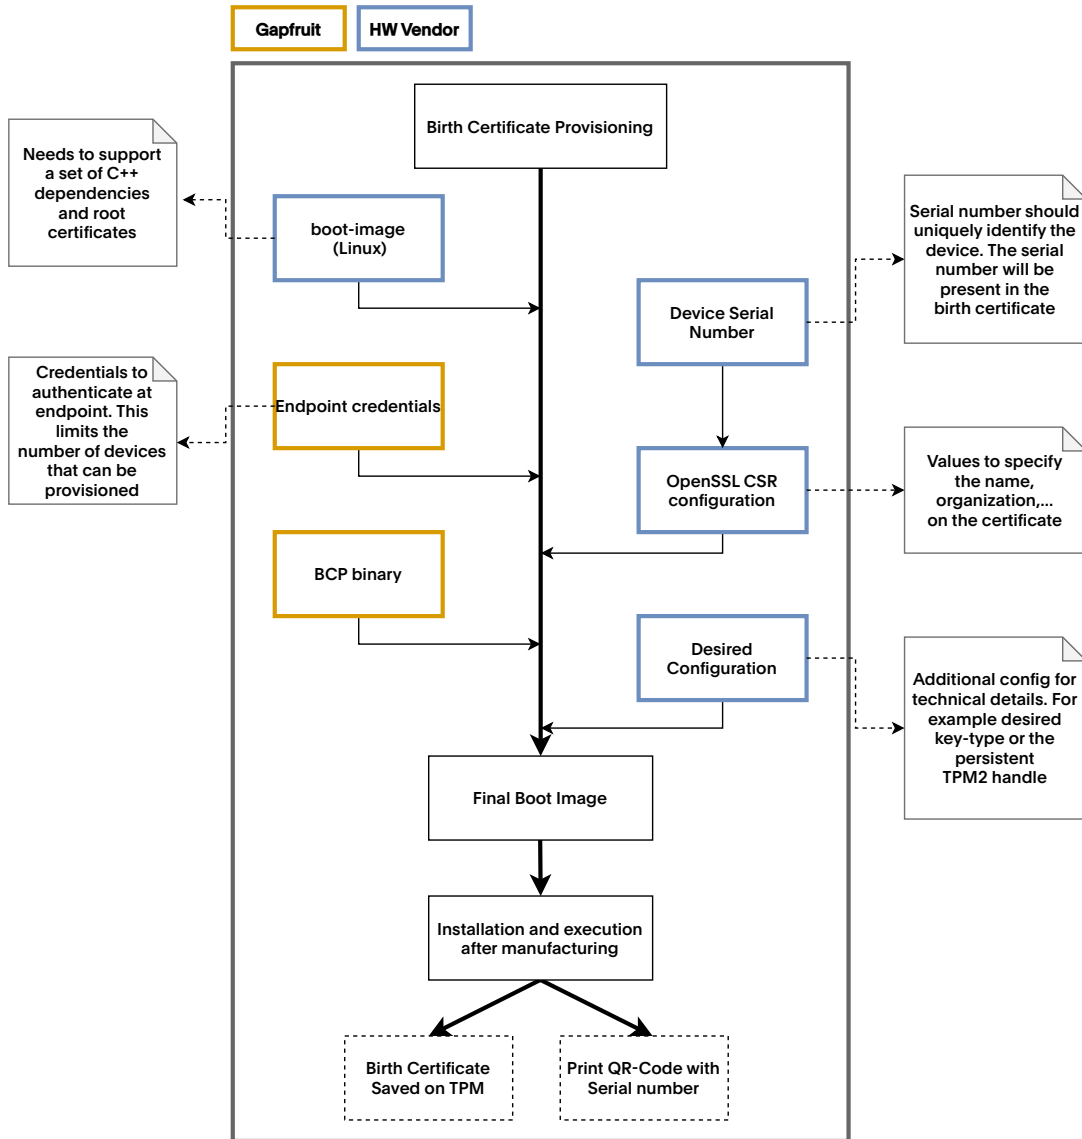 Gapfruit
HW Vendor
Birth Certificate Provisioning
Needs to support
a set of C++
dependencies
and root
certificates
boot-image
(Linux)
Serial number should
uniquely identify the
device. The serial
number will be
present in the
birth certificate
Device Serial
Number
Credentials to
authenticate at
endpoint. This
limits the
number of devices
that can be
provisioned
Endpoint credentials
OpenSSL CSR
configuration
Values to specify
the name,
organization,...
on the certificate
BCP binary
Desired
Configuration
Additional config for
technical details. For
example desired
key-type or the
persistent
TPM2 handle
Final Boot Image
Installation and execution
after manufacturing
Birth Certificate
Saved on TPM
Print QR-Code with
Serial number